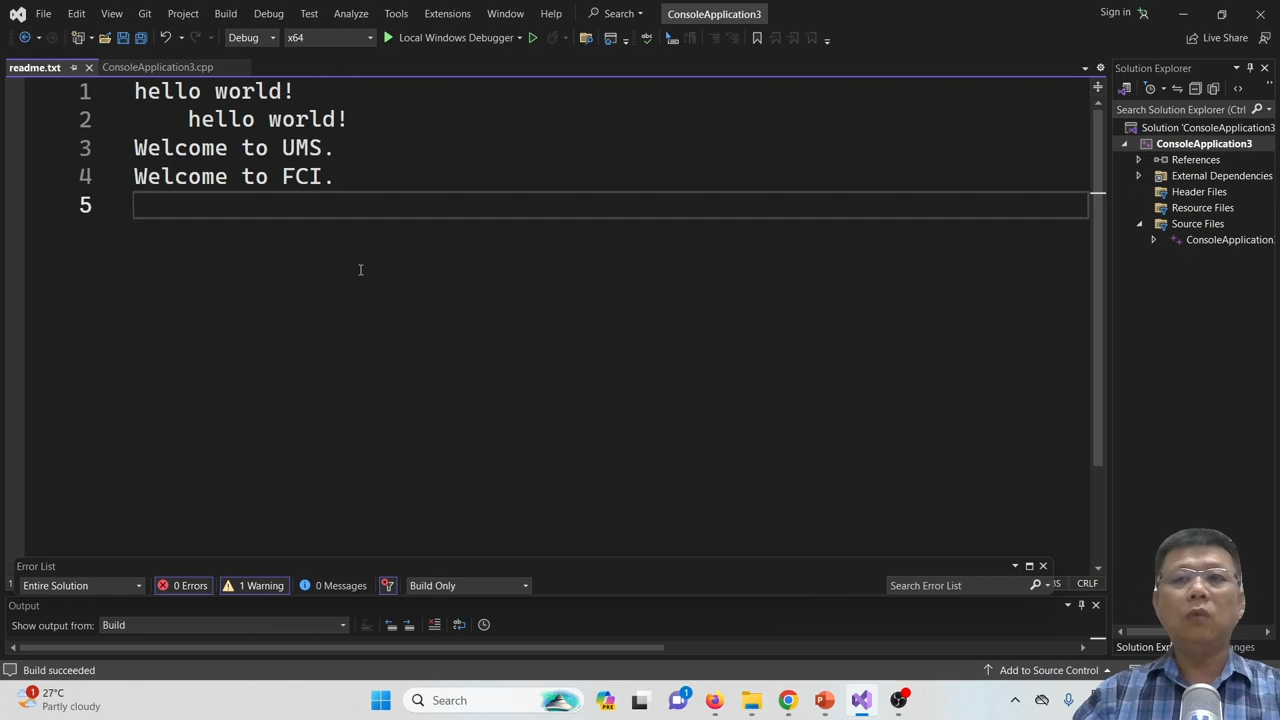 File Edit View Git Project Build Debug Test Analyze Tools Extensions Window Help Search ConsoleApplication3 Sign in
Debug x64 Local Windows Debugger Live Share
readme.txt ConsoleApplication3.cpp
1 hello world!
2 hello world!
3 Welcome to UMS.
4 Welcome to FCI.
5
Solution Explorer
Search Solution Explorer (Ctrl
Solution 'ConsoleApplication3
ConsoleApplication3
References
External Dependencies
Header Files
Resource Files
Source Files
ConsoleApplication
Error List
Entire Solution 0 Errors 1 Warning 0 Messages Build Only Search Error List
CRLF
Output
Show output from: Build
Build succeeded Add to Source Control
27°C
Partly cloudy
Search
PRE
1
1